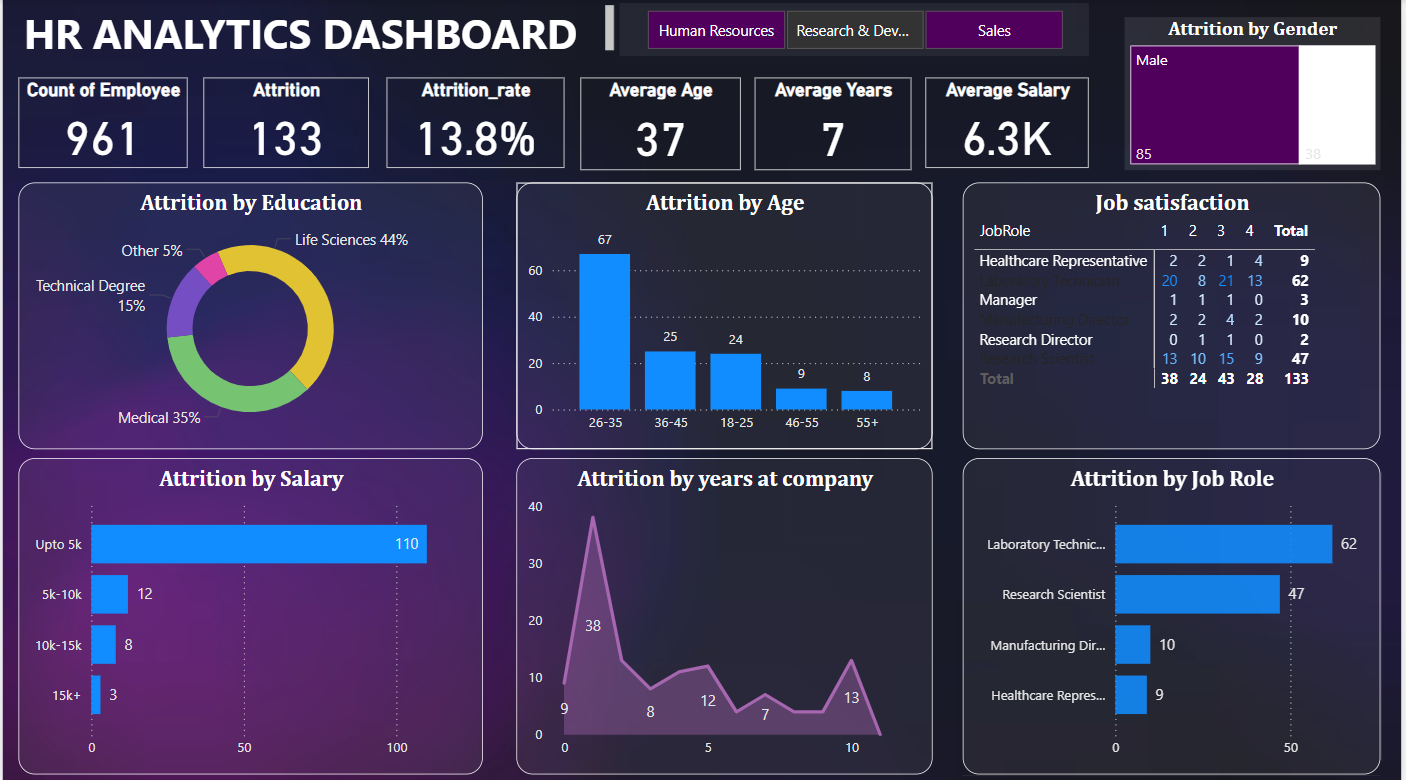 HR ANALYTICS DASHBOARD
Human Resources
Research & Dev...
Sales
Attrition by Gender
Male
85
38
Count of Employee
961
Attrition
133
Attrition_rate
13.8%
Average Age
37
Average Years
7
Average Salary
6.3K
Attrition by Education
Life Sciences 44%
Other 5%
Technical Degree
15%
Medical 35%
Attrition by Age
67
60
40
20
0
25
24
9
8
26-35 36-45 18-25 46-55 55+
Job satisfaction
JobRole 1 2 3 4 Total
Healthcare Representative 2 2 1 4 9
Laboratory Technician 20 8 21 13 62
Manager 1 1 1 0 3
Manufacturing Director 2 2 4 2 10
Research Director 0 1 1 0 2
Research Scientist 13 10 15 9 47
Total 38 24 43 28 133
Attrition by Salary
Upto 5k 110
5k-10k 12
10k-15k 8
15k+ 3
0 50 100
Attrition by years at company
40
30
20
10
0
9
38
8
12
7
13
0 5 10
Attrition by Job Role
Laboratory Technic... 62
Research Scientist 47
Manufacturing Dir... 10
Healthcare Repres... 9
0 50